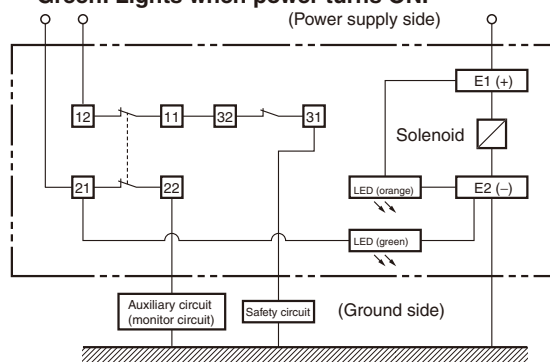 Green: Lights when power turns ON.
(Power supply side)
E1 (+)
12
11
32
31
Solenoid
21
22
LED (orange)
E2 (−)
LED (green)
Auxiliary circuit
(monitor circuit)
Safety circuit
(Ground side)